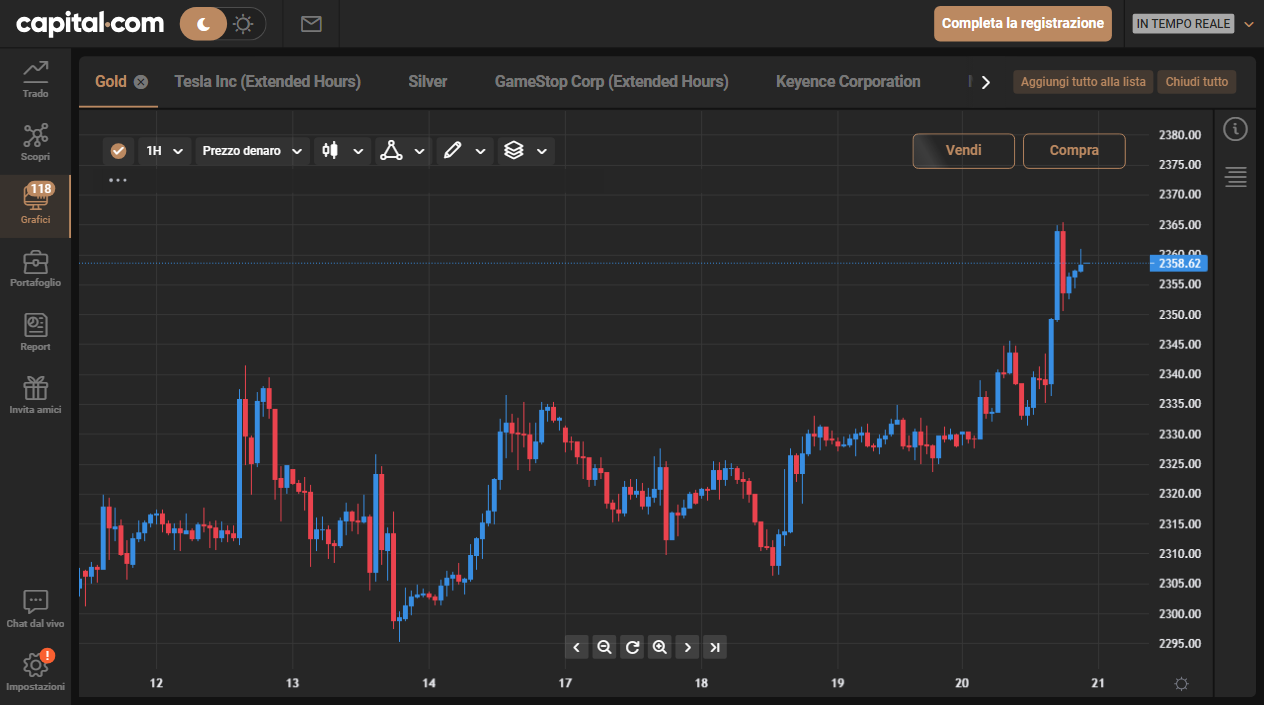 capital.com
Completa la registrazione
IN TEMPO REALE
Trado
Scopri
118
Grafici
Portafoglio
Report
Invita amici
Chat dal vivo
!
Impostazioni
Gold
Tesla Inc (Extended Hours)
Silver
GameStop Corp (Extended Hours)
Keyence Corporation
Aggiungi tutto alla lista
Chiudi tutto
1H
Prezzo denaro
Vendi
Compra
2380.00
2375.00
2370.00
2365.00
2360.00
2358.62
2355.00
2350.00
2345.00
2340.00
2335.00
2330.00
2325.00
2320.00
2315.00
2310.00
2305.00
2300.00
2295.00
12 13 14 17 18 19 20 21